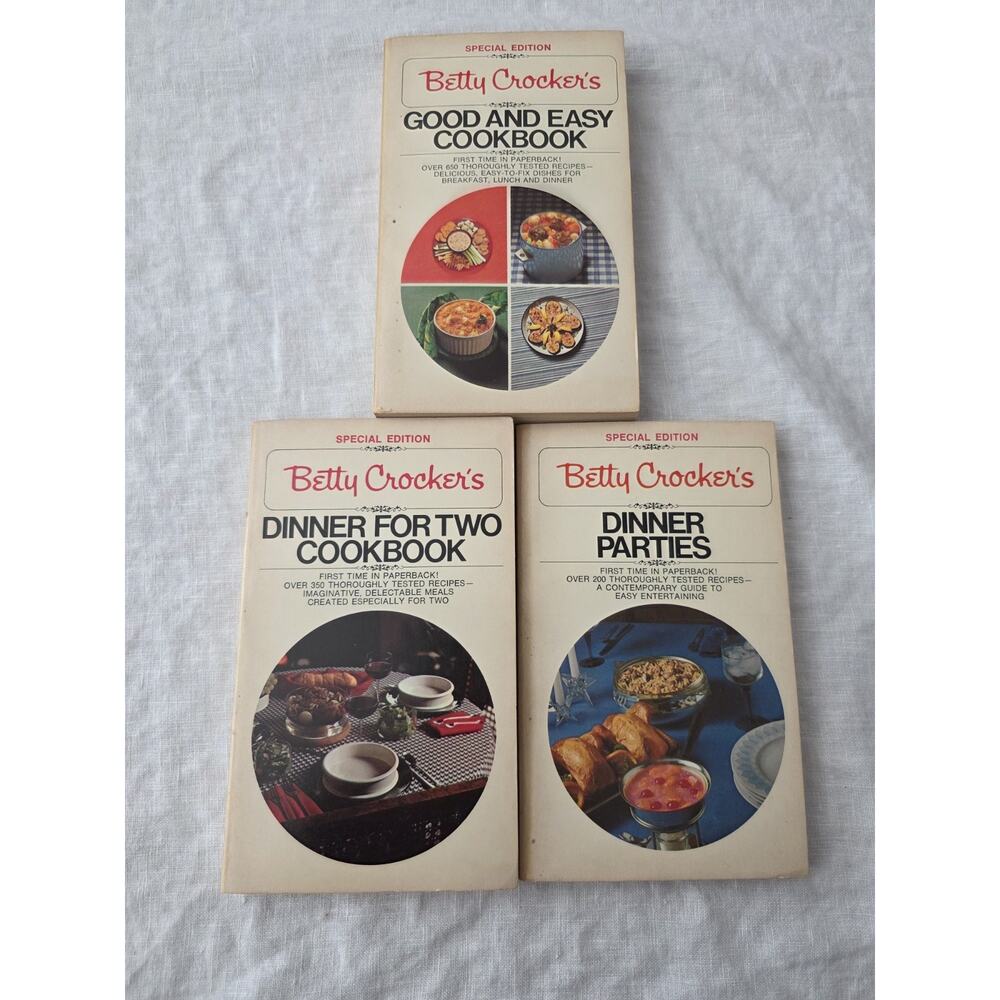 SPECIAL EDITION
Betty Crocker's
GOOD AND EASY
COOKBOOK
FIRST TIME IN PAPERBACK!
OVER 650 THOROUGHLY TESTED RECIPES—
DELICIOUS, EASY-TO-FIX DISHES FOR
BREAKFAST, LUNCH AND DINNER
SPECIAL EDITION
Betty Crocker's
DINNER FOR TWO
COOKBOOK
FIRST TIME IN PAPERBACK!
OVER 350 THOROUGHLY TESTED RECIPES—
IMAGINATIVE, DELECTABLE MEALS
CREATED ESPECIALLY FOR TWO
SPECIAL EDITION
Betty Crocker's
DINNER
PARTIES
FIRST TIME IN PAPERBACK!
OVER 200 THOROUGHLY TESTED RECIPES—
A CONTEMPORARY GUIDE TO
EASY ENTERTAINING